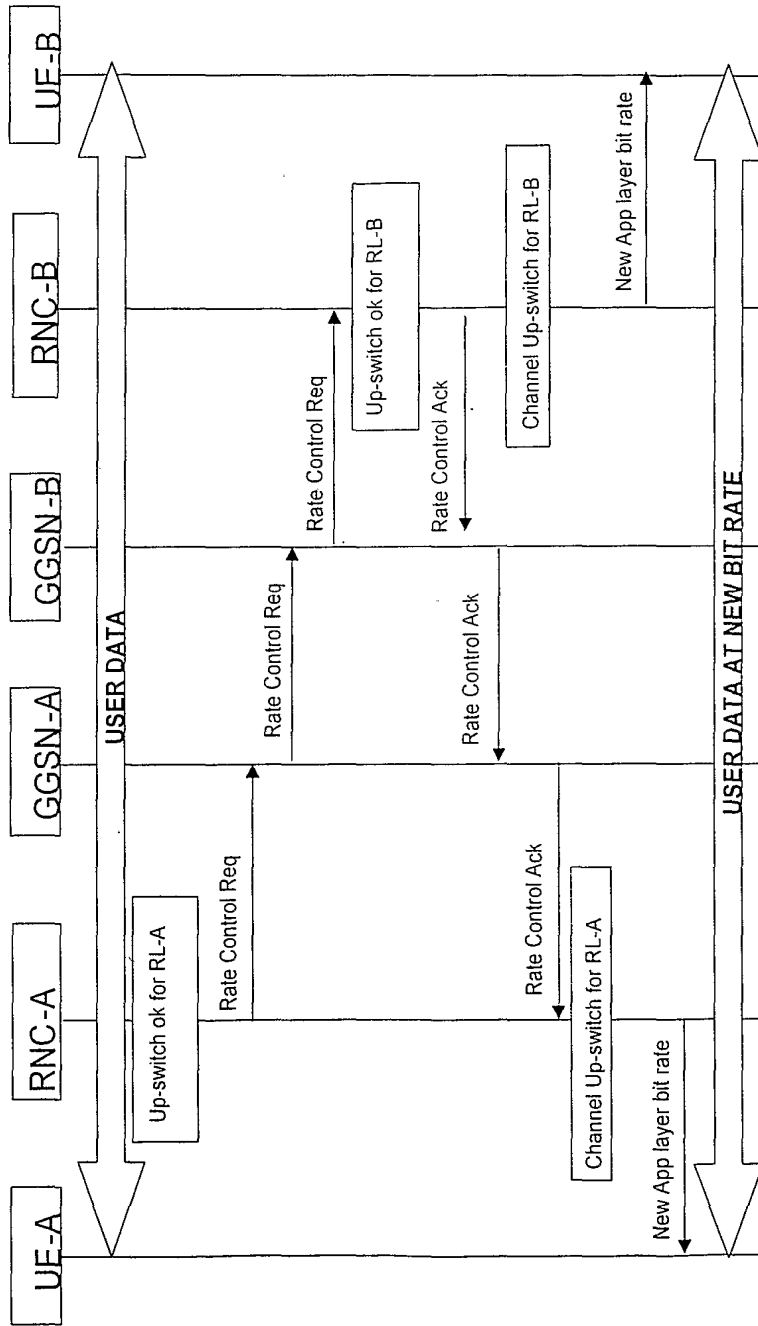 UE-A
RNC-A
GGSN-A
GGSN-B
RNC-B
UE-B
USER DATA
Up-switch ok for RL-A
Rate Control Req
Rate Control Req
Rate Control Req
Up-switch ok for RL-B
Rate Control Ack
Rate Control Ack
Channel Up-switch for RL-B
Rate Control Ack
Channel Up-switch for RL-A
New App layer bit rate
New App layer bit rate
USER DATA AT NEW BIT RATE